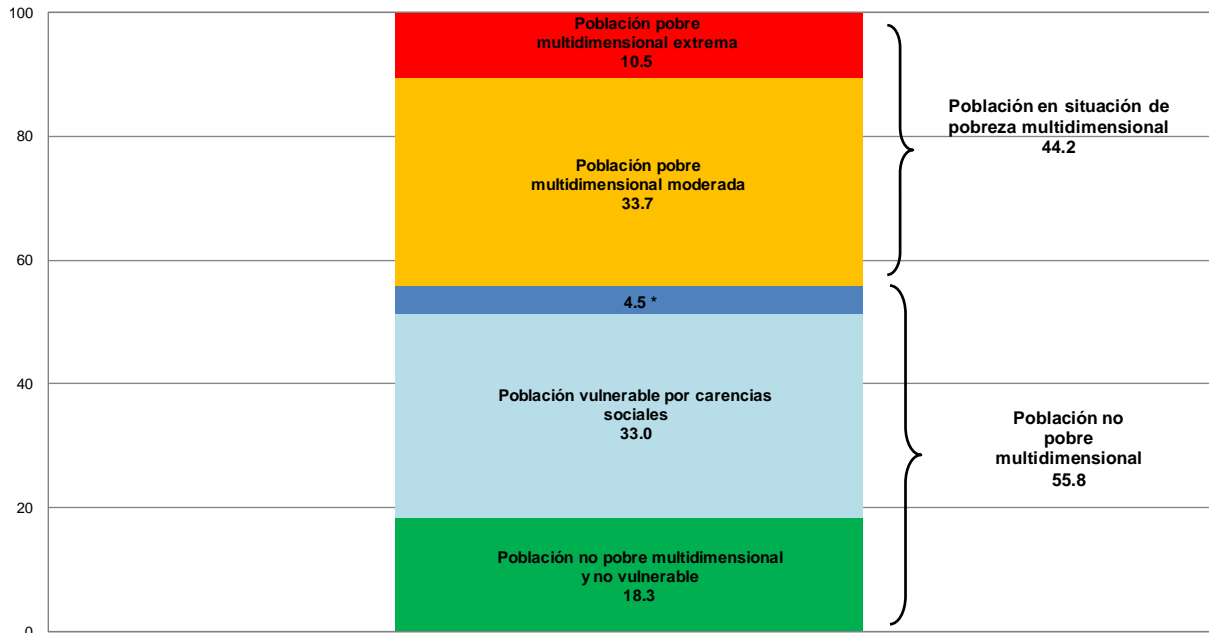 100
80
60
40
20
0
Población pobre
multidimensional extrema
10.5
Población pobre
multidimensional moderada
33.7
4.5 *
Población vulnerable por carencias
sociales
33.0
Población no pobre multidimensional
y no vulnerable
18.3
Población en situación de
pobreza multidimensional
44.2
Población no
pobre
multidimensional
55.8